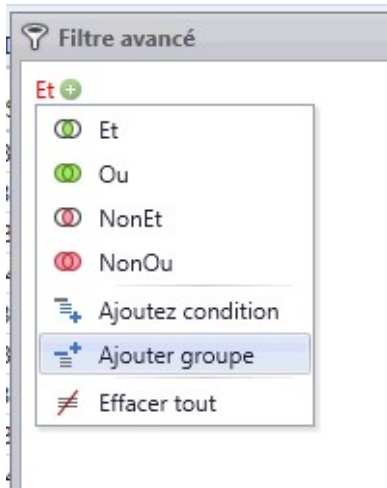 Filtre avancé
Et
Et
Ou
NonEt
NonOu
Ajoutez condition
Ajouter groupe
Effacer tout